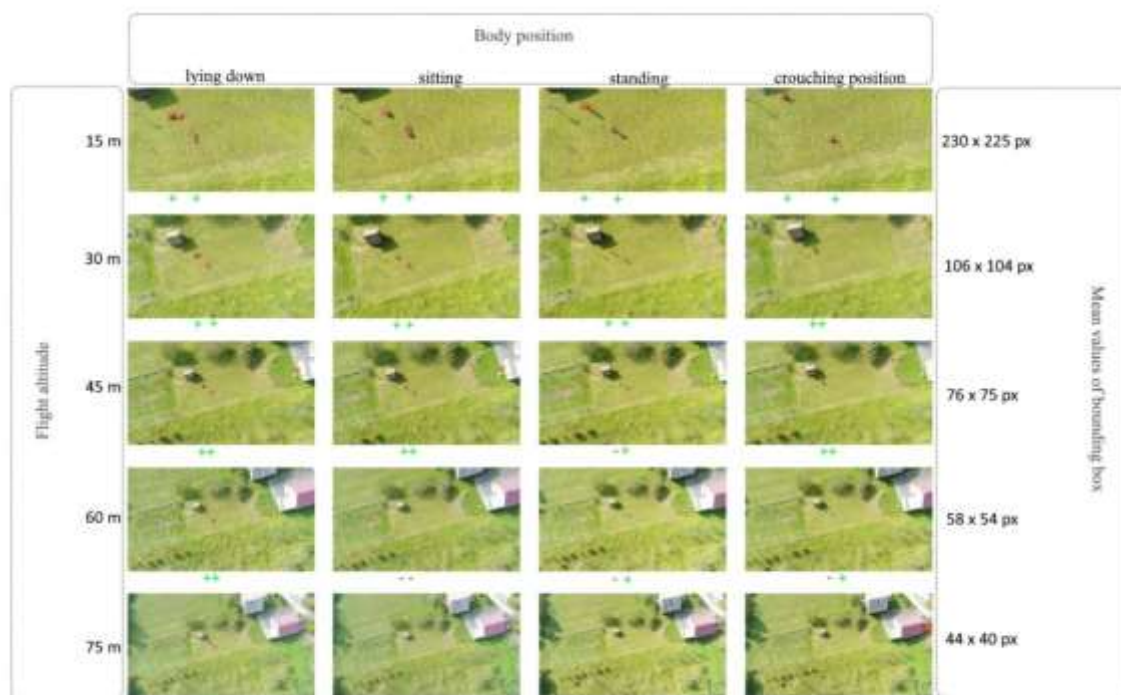 Body position
lying down sitting standing crouching position
15 m 230 x 225 px
+ + + + + + + +
30 m 106 x 104 px
+ + + + + + ++
45 m 76 x 75 px
++ ++ -+ ++
60 m 58 x 54 px
++ -- -+ -+
75 m 44 x 40 px
Flight altitude
Mean values of bounding box